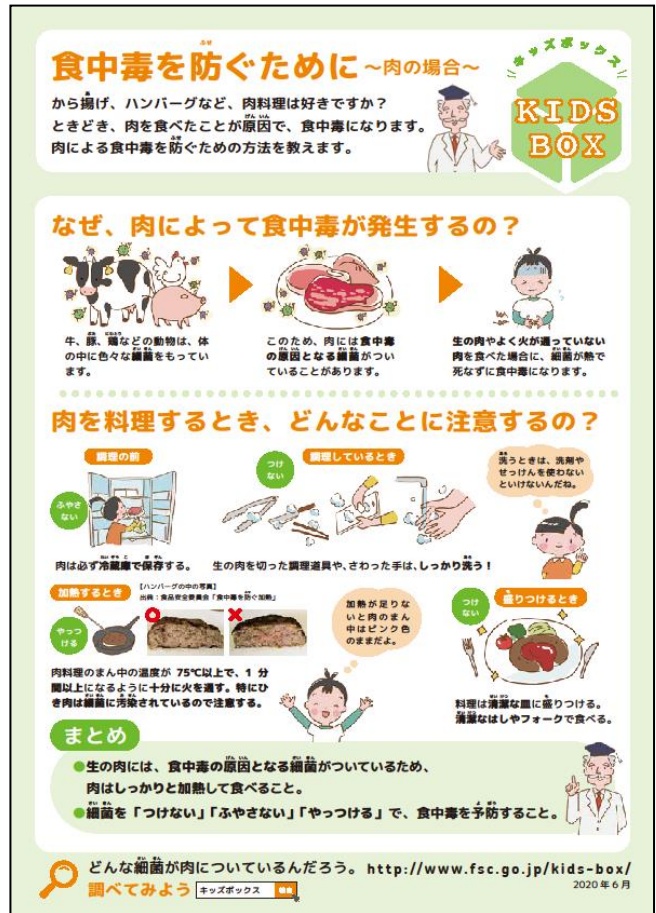 食中毒を防ぐために ～肉の場合～
キッズボックス
KIDS
BOX
から揚げ、ハンバーグなど、肉料理は好きですか？
ときどき、肉を食べたことが原因で、食中毒になります。
肉による食中毒を防ぐための方法を教えます。
なぜ、肉によって食中毒が発生するの？
牛、豚、鶏などの動物は、体
の中に色々な細菌をもってい
ます。
このため、肉には食中毒
の原因となる細菌がつい
ていることがあります。
生の肉やよく火が通っていない
肉を食べた場合に、細菌が熱で
死なずに食中毒になります。
肉を料理するとき、どんなことに注意するの？
調理の前
ふやさ
ない
肉は必ず冷蔵庫で保存する。
つけ
ない
調理しているとき
生の肉を切った調理道具や、さわった手は、しっかり洗う！
洗うときは、洗剤や
せっけんを使わない
といけないんだね。
加熱するとき
やっつ
ける
【ハンバーグの中の写真】
出典：食品安全委員会「食中毒を防ぐ加熱」
肉料理のまん中の温度が 75℃以上で、1 分
間以上になるように十分に火を通す。特にひ
き肉は細菌に汚染されているので注意する。
加熱が足りな
いと肉のまん
中はピンク色
のままだよ。
つけ
ない
盛りつけるとき
料理は清潔な皿に盛りつける。
清潔なはしやフォークで食べる。
まとめ
●生の肉には、食中毒の原因となる細菌がついているため、
肉はしっかりと加熱して食べること。
●細菌を「つけない」「ふやさない」「やっつける」で、食中毒を予防すること。
どんな細菌が肉についているんだろう。http://www.fsc.go.jp/kids-box/
調べてみよう キッズボックス
2020 年 6 月